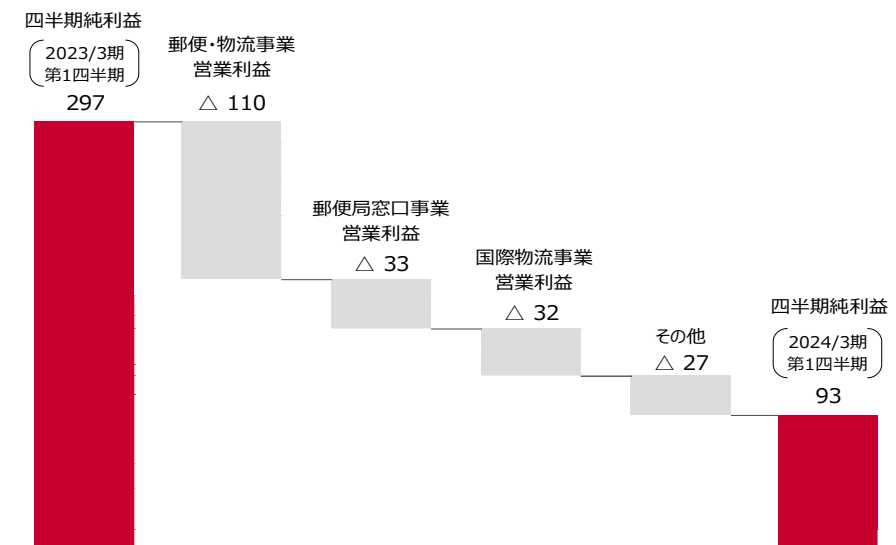 四半期純利益
2023/3期
第1四半期
297
郵便・物流事業
営業利益
△ 110
郵便局窓口事業
営業利益
△ 33
国際物流事業
営業利益
△ 32
その他
△ 27
四半期純利益
2024/3期
第1四半期
93